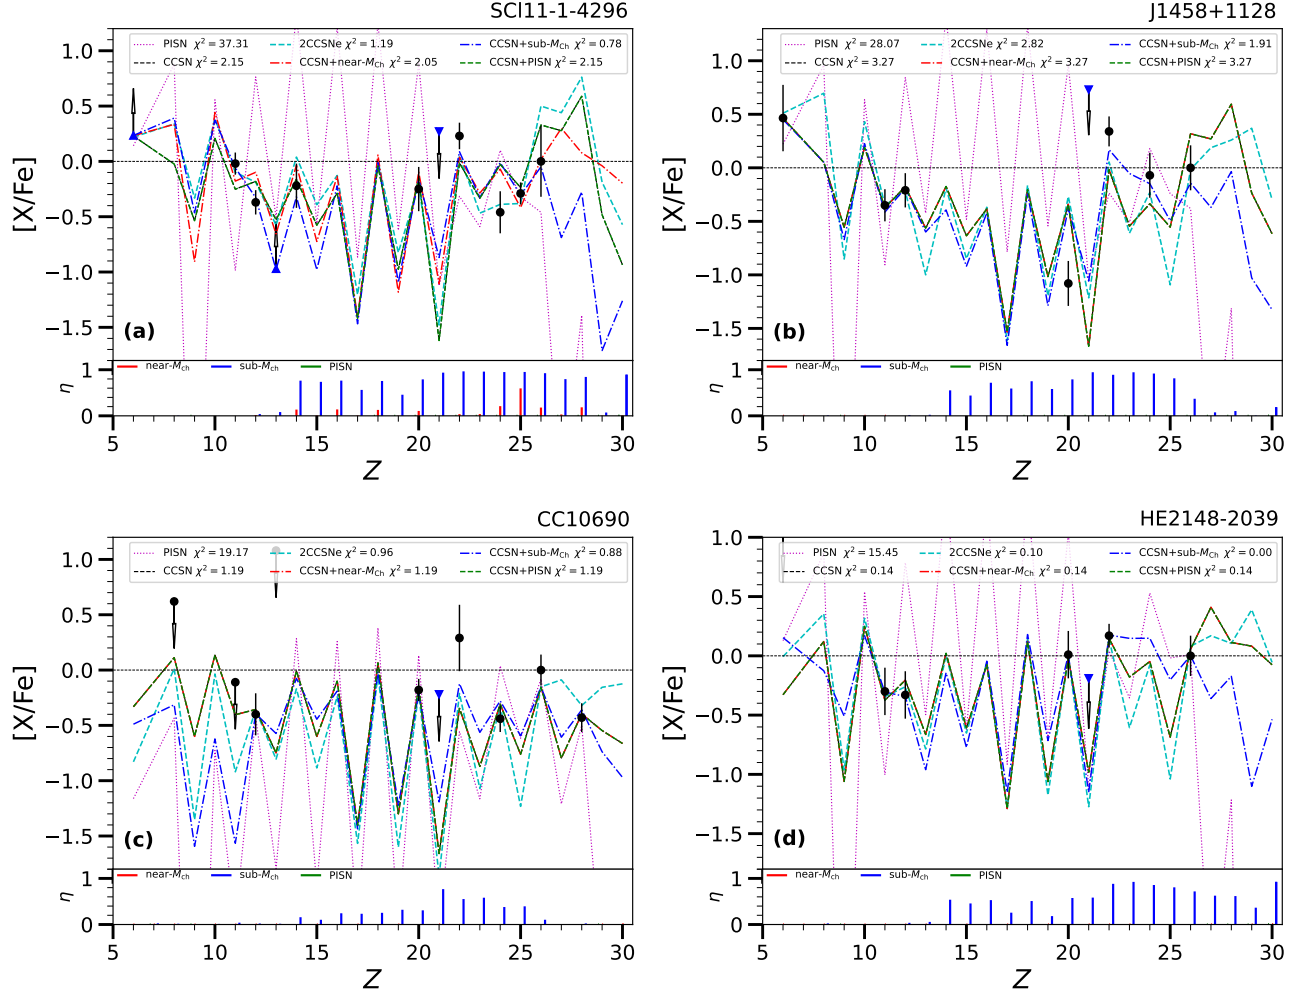 SCl11-1-4296
PISN χ² = 37.31 2CCSNe χ² = 1.19 CCSN+sub-M_Ch χ² = 0.78
CCSN χ² = 2.15 CCSN+near-M_Ch χ² = 2.05 CCSN+PISN χ² = 2.15
1.0
0.5
0.0
−0.5
−1.0
−1.5
[X/Fe]
(a)
near-M_ch sub-M_ch PISN
1
0
η
5 10 15 20 25 30
Z
J1458+1128
PISN χ² = 28.07 2CCSNe χ² = 2.82 CCSN+sub-M_Ch χ² = 1.91
CCSN χ² = 3.27 CCSN+near-M_Ch χ² = 3.27 CCSN+PISN χ² = 3.27
1.0
0.5
0.0
−0.5
−1.0
−1.5
[X/Fe]
(b)
near-M_ch sub-M_ch PISN
1
0
η
5 10 15 20 25 30
Z
CC10690
PISN χ² = 19.17 2CCSNe χ² = 0.96 CCSN+sub-M_Ch χ² = 0.88
CCSN χ² = 1.19 CCSN+near-M_Ch χ² = 1.19 CCSN+PISN χ² = 1.19
1.0
0.5
0.0
−0.5
−1.0
−1.5
[X/Fe]
(c)
near-M_ch sub-M_ch PISN
1
0
η
5 10 15 20 25 30
Z
HE2148-2039
PISN χ² = 15.45 2CCSNe χ² = 0.10 CCSN+sub-M_Ch χ² = 0.00
CCSN χ² = 0.14 CCSN+near-M_Ch χ² = 0.14 CCSN+PISN χ² = 0.14
1.0
0.5
0.0
−0.5
−1.0
−1.5
[X/Fe]
(d)
near-M_ch sub-M_ch PISN
1
0
η
5 10 15 20 25 30
Z